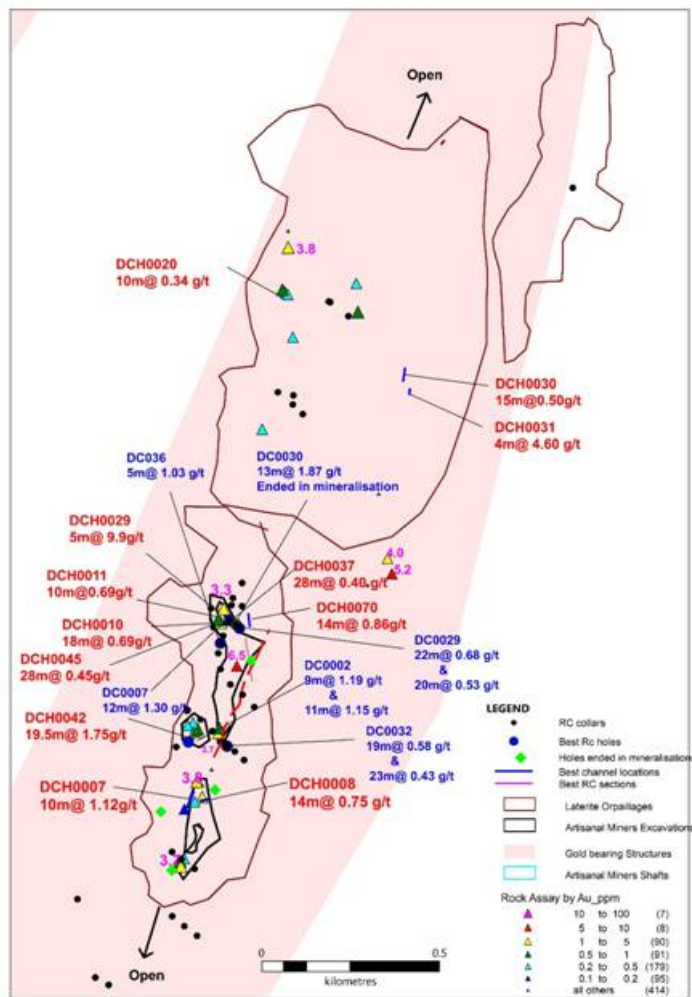 Open
3.8
DCH0020
10m@ 0.34 g/t
DCH0030
15m@0.50g/t
DCH0031
4m@ 4.60 g/t
DC036
5m@ 1.03 g/t
DC0030
13m@ 1.87 g/t
Ended in mineralisation
DCH0029
5m@ 9.9g/t
4.0
5.2
DCH0037
28m@ 0.40 g/t
DCH0011
10m@0.69g/t
3.3
DCH0070
14m@ 0.86g/t
DCH0010
18m@ 0.69g/t
DC0029
22m@ 0.68 g/t
&
20m@ 0.53 g/t
DCH0045
28m@ 0.45g/t
6.5
DC0002
9m@ 1.19 g/t
&
11m@ 1.15 g/t
DC0007
12m@ 1.30 g/t
DCH0042
19.5m@ 1.75g/t
DC0032
19m@ 0.58 g/t
&
23m@ 0.43 g/t
3.8
DCH0007
10m@ 1.12g/t
DCH0008
14m@ 0.75 g/t
3.7
Open
0
0.5
kilometres
LEGEND
RC collars
Best Rc holes
Holes ended in mineralisation
Best channel locations
Best RC sections
Laterite Orpaillages
Artisanal Miners Excavations
Gold bearing Structures
Artisanal Miners Shafts
Rock Assay by Au_ppm
10 to 100 (7)
5 to 10 (8)
1 to 5 (90)
0.5 to 1 (91)
0.2 to 0.5 (179)
0.1 to 0.2 (95)
all others (414)